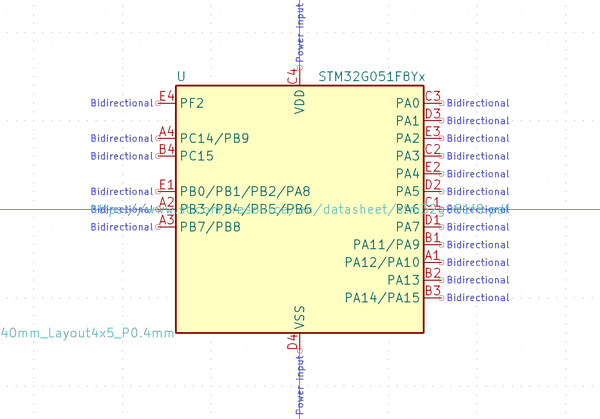 Power input
C4
U STM32G051F8Yx
VDD
Bidirectional E4 PF2 PA0 C3 Bidirectional
PA1 D3 Bidirectional
Bidirectional A4 PC14/PB9 PA2 E3 Bidirectional
Bidirectional B4 PC15 PA3 C2 Bidirectional
PA4 E2 Bidirectional
Bidirectional E1 PB0/PB1/PB2/PA8 PA5 D2 Bidirectional
Bidirectional A2 PB3/PB4/PB5/PB6 PA6 C1 Bidirectional
Bidirectional A3 PB7/PB8 PA7 D1 Bidirectional
PA11/PA9 B1 Bidirectional
PA12/PA10 A1 Bidirectional
PA13 B2 Bidirectional
PA14/PA15 B3 Bidirectional
VSS
40mm_Layout4x5_P0.4mm
D4
Power input